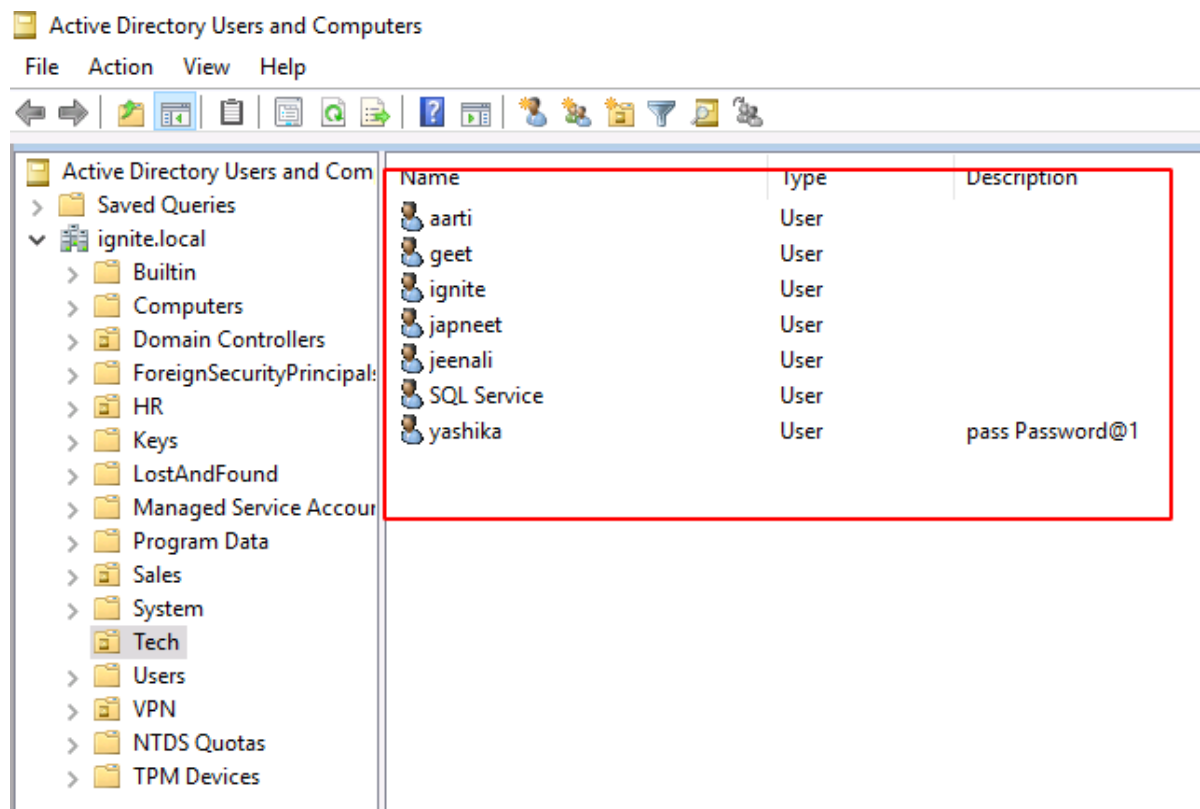 Active Directory Users and Computers
File Action View Help
Active Directory Users and Com
Saved Queries
ignite.local
Builtin
Computers
Domain Controllers
ForeignSecurityPrincipals
HR
Keys
LostAndFound
Managed Service Accour
Program Data
Sales
System
Tech
Users
VPN
NTDS Quotas
TPM Devices
Name Type Description
aarti User
geet User
ignite User
japneet User
jeenali User
SQL Service User
yashika User pass Password@1